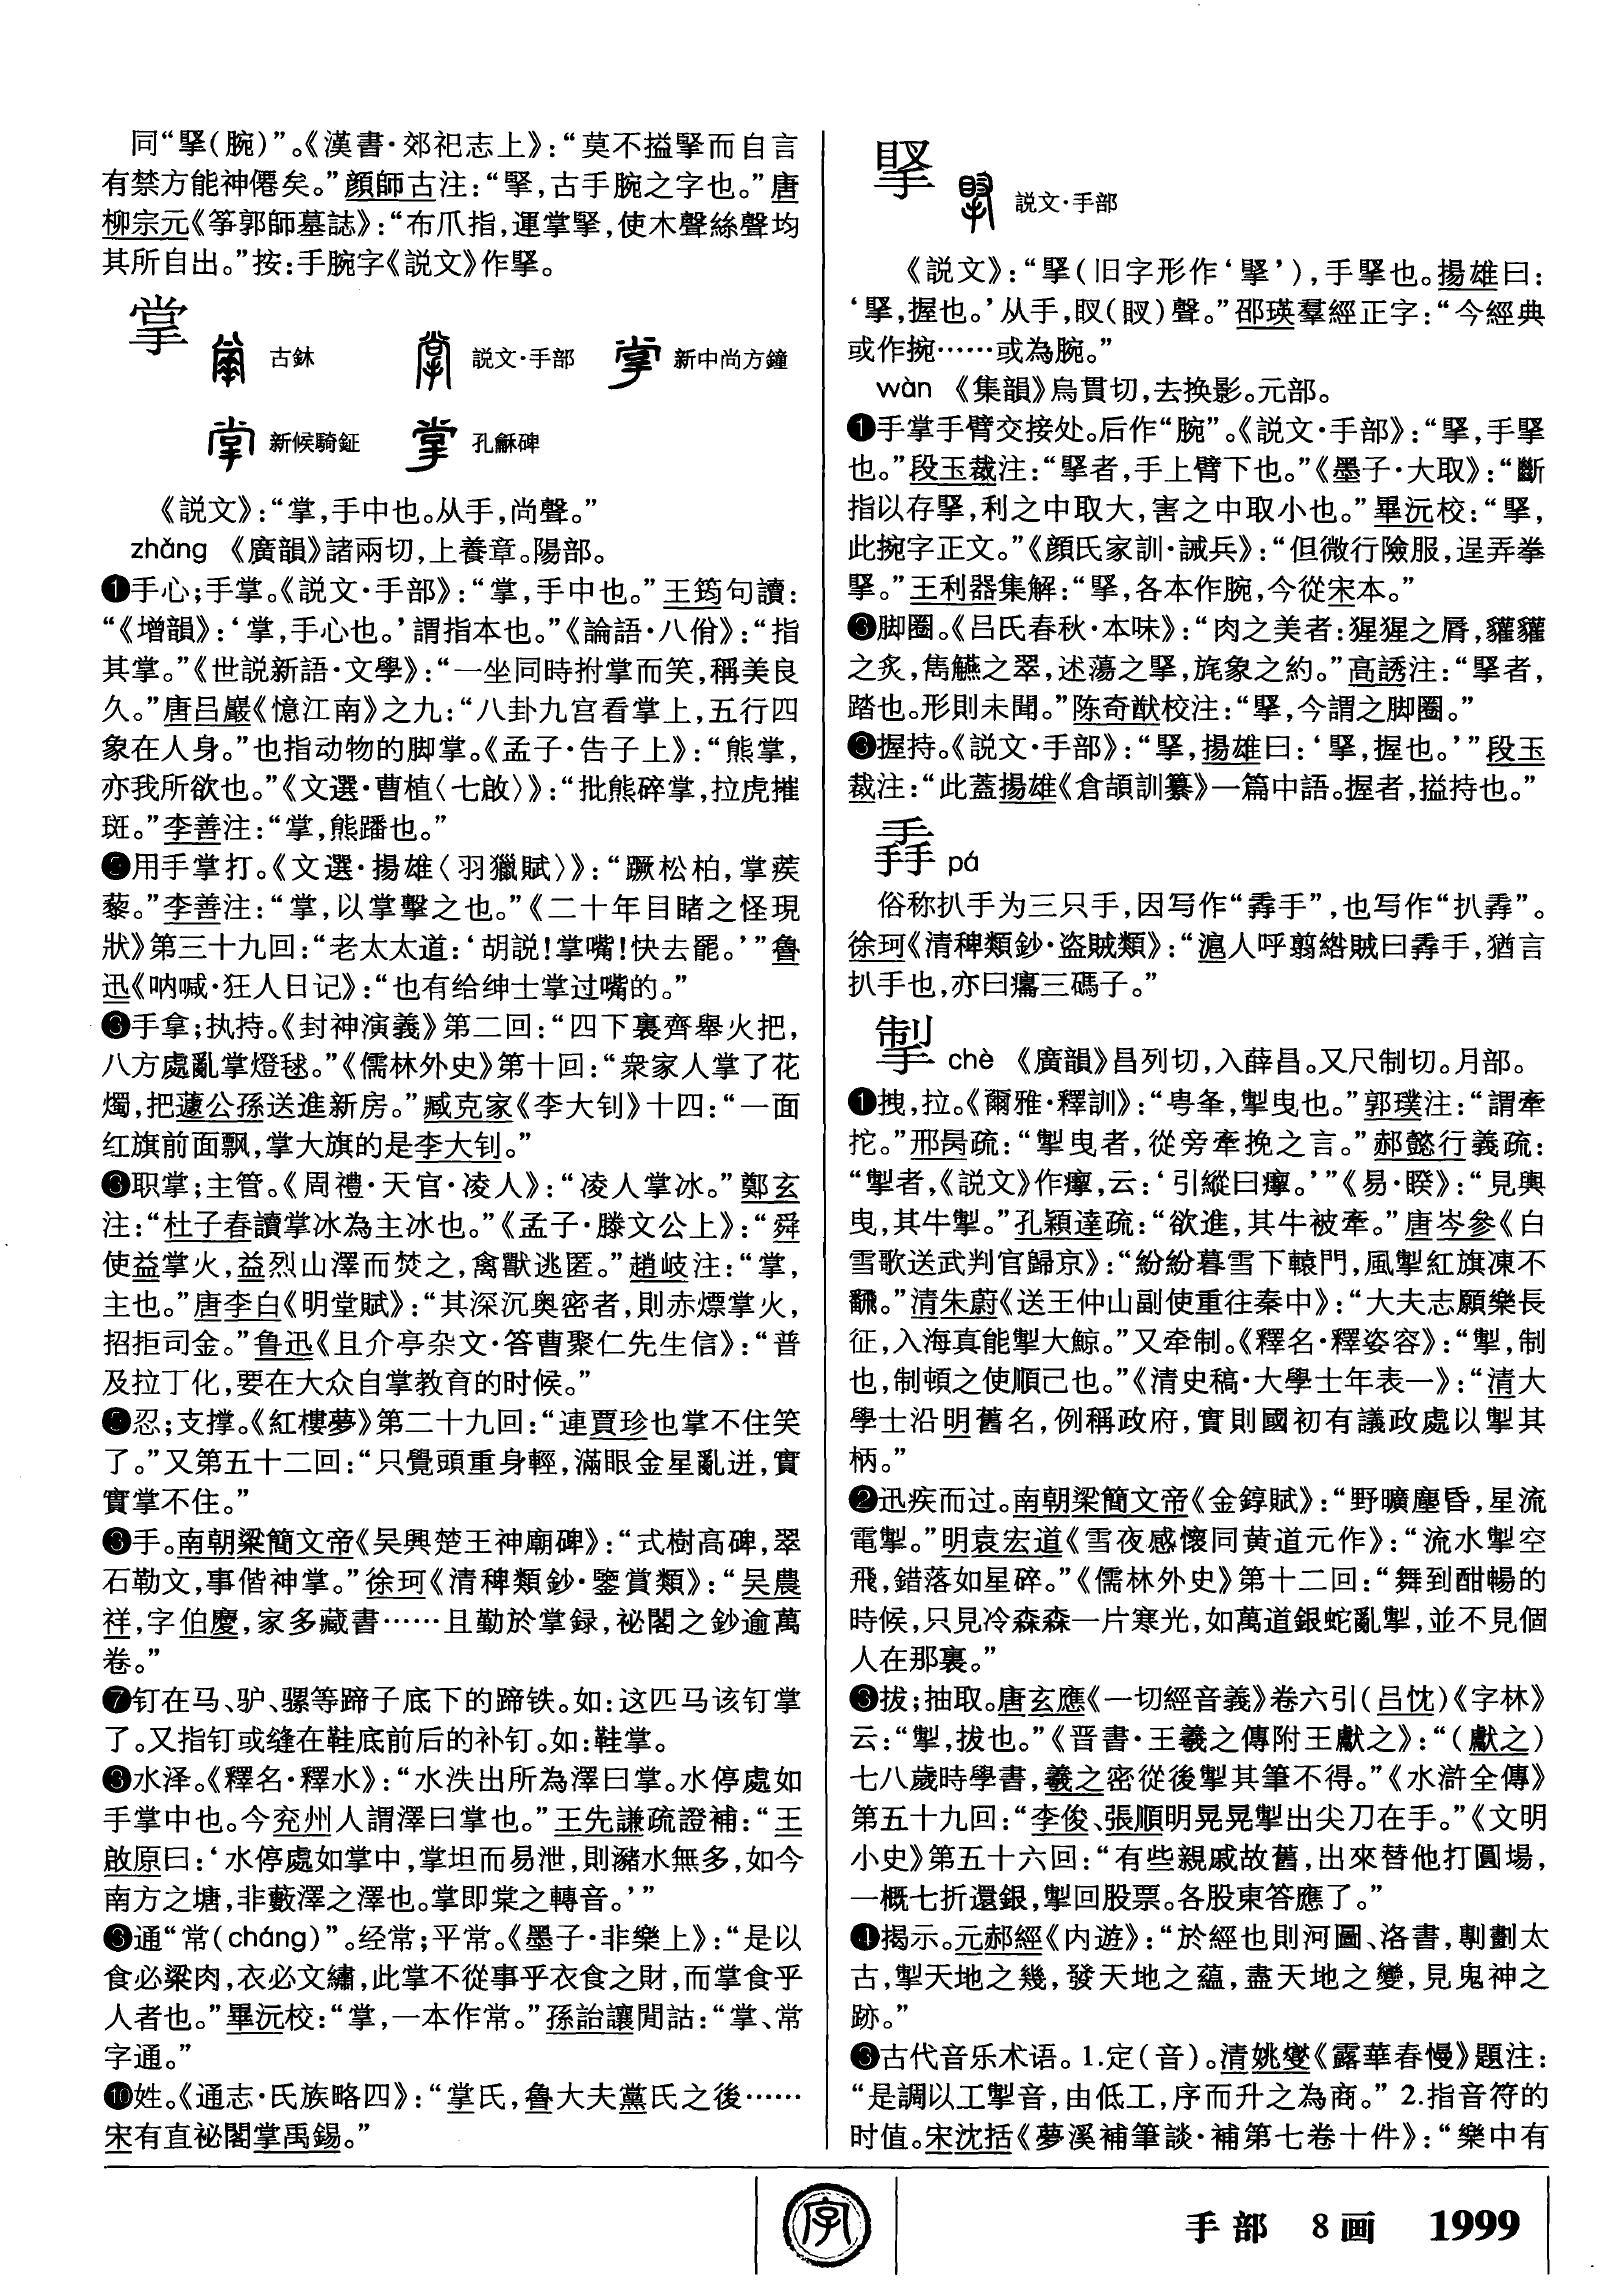 同“掔(腕)”。《漢書·郊祀志上》：“莫不搤掔而自言
有禁方能神僊矣。”顔師古注：“掔，古手腕之字也。”唐
柳宗元《筝郭師墓誌》：“布爪指，運掌掔，使木聲絲聲均
其所自出。”按：手腕字《説文》作掔。
掌
古鉥 説文·手部 新中尚方鐘
新候騎鉦 孔龢碑
《説文》：“掌，手中也。从手，尚聲。”
zhǎng 《廣韻》諸兩切，上養章。陽部。
❶手心；手掌。《説文·手部》：“掌，手中也。”王筠句讀：
“《增韻》：‘掌，手心也。’謂指本也。”《論語·八佾》：“指
其掌。”《世説新語·文學》：“一坐同時拊掌而笑，稱美良
久。”唐吕巖《憶江南》之九：“八卦九宫看掌上，五行四
象在人身。”也指动物的脚掌。《孟子·告子上》：“熊掌，
亦我所欲也。”《文選·曹植〈七啟〉》：“批熊碎掌，拉虎摧
斑。”李善注：“掌，熊蹯也。”
❷用手掌打。《文選·揚雄〈羽獵賦〉》：“蹶松柏，掌蒺
藜。”李善注：“掌，以掌擊之也。”《二十年目睹之怪現
狀》第三十九回：“老太太道：‘胡説！掌嘴！快去罷。’”魯
迅《呐喊·狂人日记》：“也有给绅士掌过嘴的。”
❸手拿；执持。《封神演義》第二回：“四下裏齊舉火把，
八方處亂掌燈毬。”《儒林外史》第十回：“衆家人掌了花
燭，把蘧公孫送進新房。”臧克家《李大钊》十四：“一面
红旗前面飘，掌大旗的是李大钊。”
❹职掌；主管。《周禮·天官·凌人》：“凌人掌冰。”鄭玄
注：“杜子春讀掌冰為主冰也。”《孟子·滕文公上》：“舜
使益掌火，益烈山澤而焚之，禽獸逃匿。”趙岐注：“掌，
主也。”唐李白《明堂賦》：“其深沉奥密者，則赤熛掌火，
招拒司金。”鲁迅《且介亭杂文·答曹聚仁先生信》：“普
及拉丁化，要在大众自掌教育的时候。”
❺忍；支撑。《紅樓夢》第二十九回：“連賈珍也掌不住笑
了。”又第五十二回：“只覺頭重身輕，滿眼金星亂迸，實
實掌不住。”
❻手。南朝梁簡文帝《吴興楚王神廟碑》：“式樹高碑，翠
石勒文，事偕神掌。”徐珂《清稗類鈔·鑒賞類》：“吴農
祥，字伯慶，家多藏書……且勤於掌録，祕閣之鈔逾萬
卷。”
❼钉在马、驴、骡等蹄子底下的蹄铁。如：这匹马该钉掌
了。又指钉或缝在鞋底前后的补钉。如：鞋掌。
❽水泽。《釋名·釋水》：“水泆出所為澤曰掌。水停處如
手掌中也。今兖州人謂澤曰掌也。”王先謙疏證補：“王
啟原曰：‘水停處如掌中，掌坦而易泄，則瀦水無多，如今
南方之塘，非藪澤之澤也。掌即棠之轉音。’”
❾通“常(cháng)”。经常；平常。《墨子·非樂上》：“是以
食必粱肉，衣必文繡，此掌不從事乎衣食之財，而掌食乎
人者也。”畢沅校：“掌，一本作常。”孫詒讓閒詁：“掌、常
字通。”
❿姓。《通志·氏族略四》：“掌氏，魯大夫黨氏之後……
宋有直祕閣掌禹錫。”
掔
説文·手部
《説文》：“掔(旧字形作‘掔’)，手掔也。揚雄曰：
‘掔，握也。’从手，䀏(䀏)聲。”邵瑛羣經正字：“今經典
或作捥……或為腕。”
wàn 《集韻》烏貫切，去换影。元部。
❶手掌手臂交接处。后作“腕”。《説文·手部》：“掔，手掔
也。”段玉裁注：“掔者，手上臂下也。”《墨子·大取》：“斷
指以存掔，利之中取大，害之中取小也。”畢沅校：“掔，
此捥字正文。”《顔氏家訓·誡兵》：“但微行險服，逞弄拳
掔。”王利器集解：“掔，各本作腕，今從宋本。”
❷脚圈。《吕氏春秋·本味》：“肉之美者：猩猩之脣，貛貛
之炙，雋觾之翠，述蕩之掔，旄象之約。”高誘注：“掔者，
踏也。形則未聞。”陈奇猷校注：“掔，今謂之脚圈。”
❸握持。《説文·手部》：“掔，揚雄曰：‘掔，握也。’”段玉
裁注：“此蓋揚雄《倉頡訓纂》一篇中語。握者，搤持也。”
掱 pá
俗称扒手为三只手，因写作“掱手”，也写作“扒掱”。
徐珂《清稗類鈔·盗賊類》：“滬人呼翦綹賊曰掱手，猶言
扒手也，亦曰癟三碼子。”
掣 chè 《廣韻》昌列切，入薛昌。又尺制切。月部。
❶拽，拉。《爾雅·釋訓》：“甹夆，掣曳也。”郭璞注：“謂牽
拕。”邢昺疏：“掣曳者，從旁牽挽之言。”郝懿行義疏：
“掣者，《説文》作瘳，云：‘引縱曰瘳。’”《易·睽》：“見輿
曳，其牛掣。”孔穎達疏：“欲進，其牛被牽。”唐岑參《白
雪歌送武判官歸京》：“紛紛暮雪下轅門，風掣紅旗凍不
翻。”清朱蔚《送王仲山副使重往秦中》：“大夫志願樂長
征，入海真能掣大鯨。”又牵制。《釋名·釋姿容》：“掣，制
也，制頓之使順己也。”《清史稿·大學士年表一》：“清大
學士沿明舊名，例稱政府，實則國初有議政處以掣其
柄。”
❷迅疾而过。南朝梁簡文帝《金錞賦》：“野曠塵昏，星流
電掣。”明袁宏道《雪夜感懷同黄道元作》：“流水掣空
飛，錯落如星碎。”《儒林外史》第十二回：“舞到酣暢的
時候，只見冷森森一片寒光，如萬道銀蛇亂掣，並不見個
人在那裏。”
❸拔；抽取。唐玄應《一切經音義》卷六引(吕忱)《字林》
云：“掣，拔也。”《晋書·王羲之傳附王獻之》：“(獻之)
七八歲時學書，羲之密從後掣其筆不得。”《水滸全傳》
第五十九回：“李俊、張順明晃晃掣出尖刀在手。”《文明
小史》第五十六回：“有些親戚故舊，出來替他打圓場，
一概七折還銀，掣回股票。各股東答應了。”
❹揭示。元郝經《内遊》：“於經也則河圖、洛書，剸劃太
古，掣天地之幾，發天地之藴，盡天地之變，見鬼神之
跡。”
❺古代音乐术语。1.定(音)。清姚燮《露華春慢》題注：
“是調以工掣音，由低工，序而升之為商。”2.指音符的
时值。宋沈括《夢溪補筆談·補第七卷十件》：“樂中有
字
手部 8画 1999